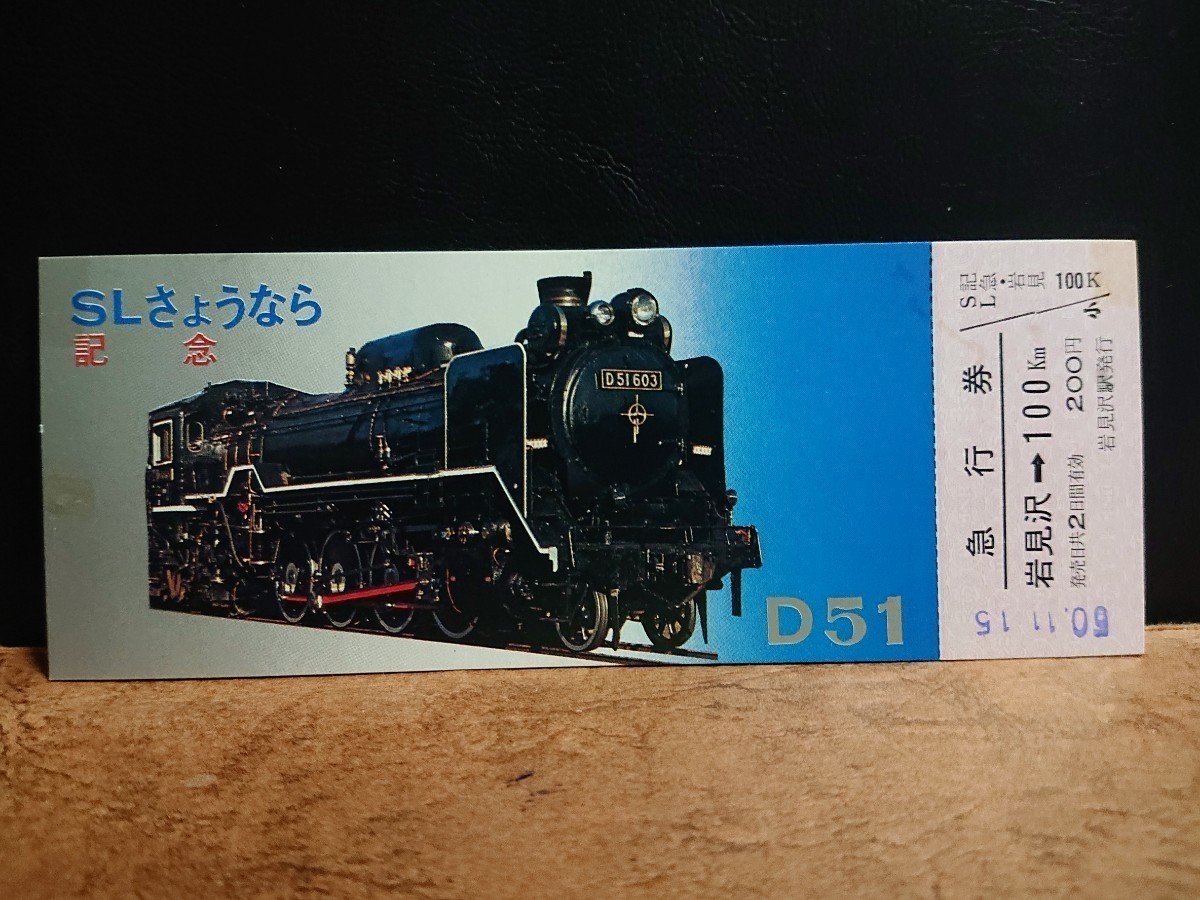 SLさようなら
記念
D51603
D51
急行券
岩見沢➡100Km
発売日共2日間有効 200円
岩見沢駅発行
SL記急・岩見 100K
小
50.11.15